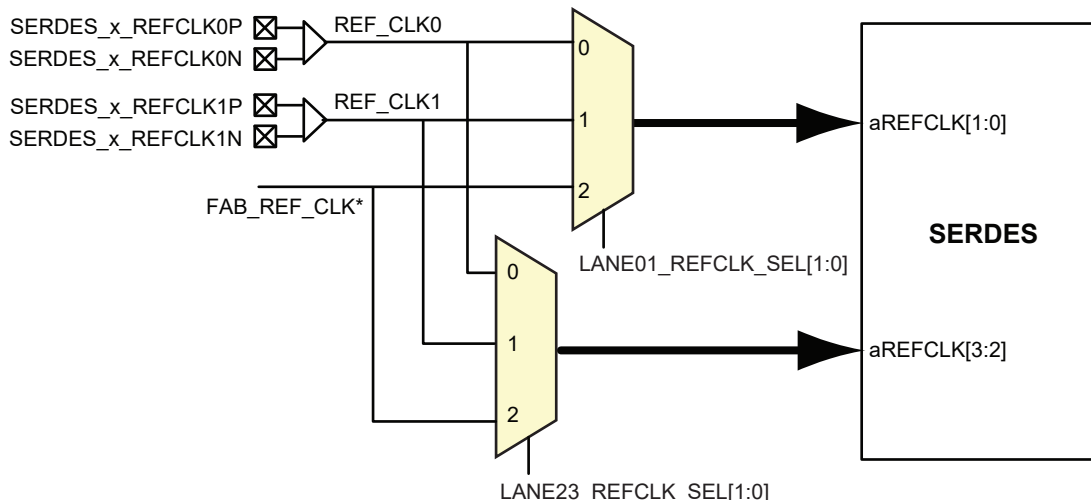 SERDES_x_REFCLK0P
REF_CLK0
SERDES_x_REFCLK0N
SERDES_x_REFCLK1P
REF_CLK1
SERDES_x_REFCLK1N
FAB_REF_CLK*
0
1
2
LANE01_REFCLK_SEL[1:0]
0
1
2
LANE23_REFCLK_SEL[1:0]
aREFCLK[1:0]
SERDES
aREFCLK[3:2]